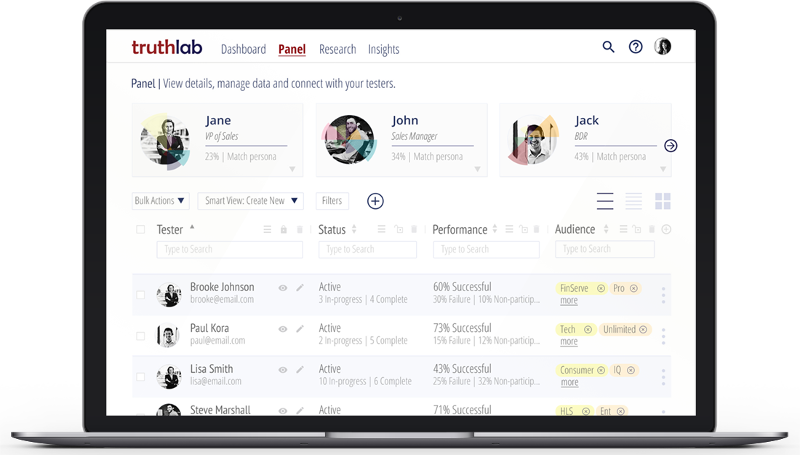 truthlab Dashboard Panel Research Insights
Panel | View details, manage data and connect with your testers.
Jane
VP of Sales
23% | Match persona
John
Sales Manager
34% | Match persona
Jack
BDR
43% | Match persona
Bulk Actions Smart View: Create New Filters
Tester Status Performance Audience
Type to Search Type to Search Type to Search Type to Search
Brooke Johnson Active 60% Successful FinServe Pro
brooke@email.com 3 In-progress | 4 Complete 30% Failure | 10% Non-particip... more
Paul Kora Active 73% Successful Tech Unlimited
paul@email.com 2 In-progress | 5 Complete 15% Failure | 12% Non-particip... more
Lisa Smith Active 43% Successful Consumer IQ
lisa@email.com 10 In-progress | 6 Complete 25% Failure | 32% Non-particip... more
Steve Marshall Active 71% Successful HLS Ent